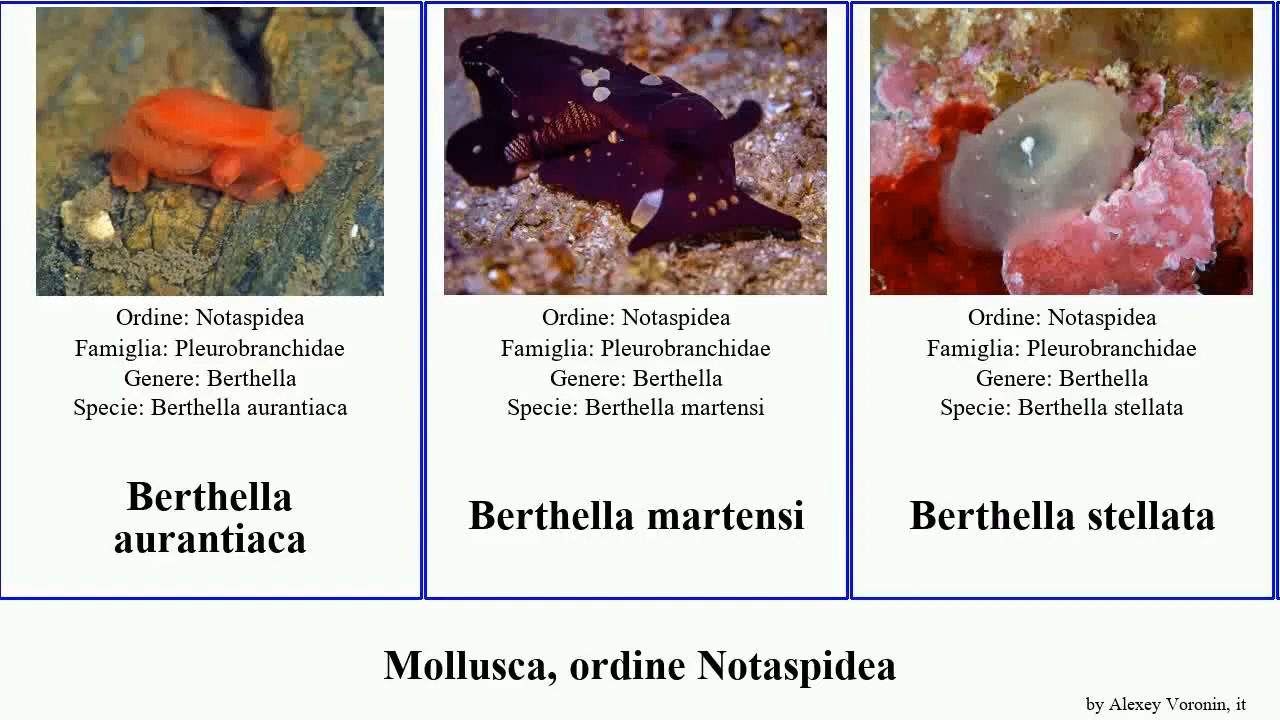 Ordine: Notaspidea
Famiglia: Pleurobranchidae
Genere: Berthella
Specie: Berthella aurantiaca
Berthella
aurantiaca
Ordine: Notaspidea
Famiglia: Pleurobranchidae
Genere: Berthella
Specie: Berthella martensi
Berthella martensi
Ordine: Notaspidea
Famiglia: Pleurobranchidae
Genere: Berthella
Specie: Berthella stellata
Berthella stellata
Mollusca, ordine Notaspidea
by Alexey Voronin, it